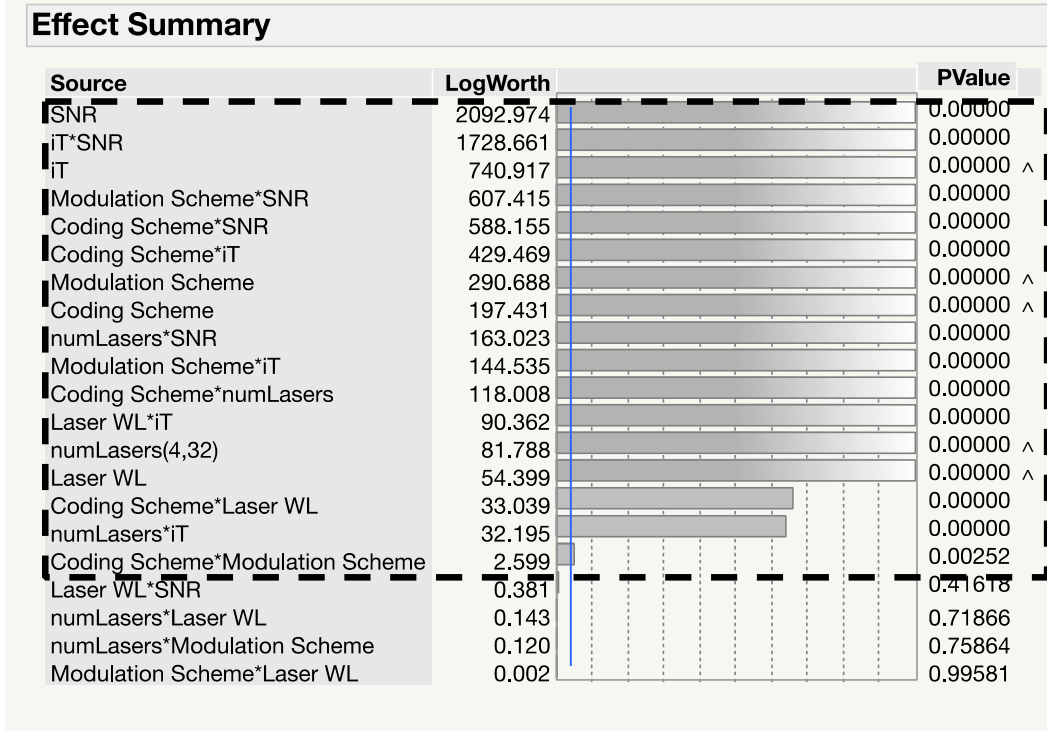 Effect Summary
Source LogWorth PValue
SNR 2092.974 0.00000
iT*SNR 1728.661 0.00000
iT 740.917 0.00000 ^
Modulation Scheme*SNR 607.415 0.00000
Coding Scheme*SNR 588.155 0.00000
Coding Scheme*iT 429.469 0.00000
Modulation Scheme 290.688 0.00000 ^
Coding Scheme 197.431 0.00000 ^
numLasers*SNR 163.023 0.00000
Modulation Scheme*iT 144.535 0.00000
Coding Scheme*numLasers 118.008 0.00000
Laser WL*iT 90.362 0.00000
numLasers(4,32) 81.788 0.00000 ^
Laser WL 54.399 0.00000 ^
Coding Scheme*Laser WL 33.039 0.00000
numLasers*iT 32.195 0.00000
Coding Scheme*Modulation Scheme 2.599 0.00252
Laser WL*SNR 0.381 0.41618
numLasers*Laser WL 0.143 0.71866
numLasers*Modulation Scheme 0.120 0.75864
Modulation Scheme*Laser WL 0.002 0.99581